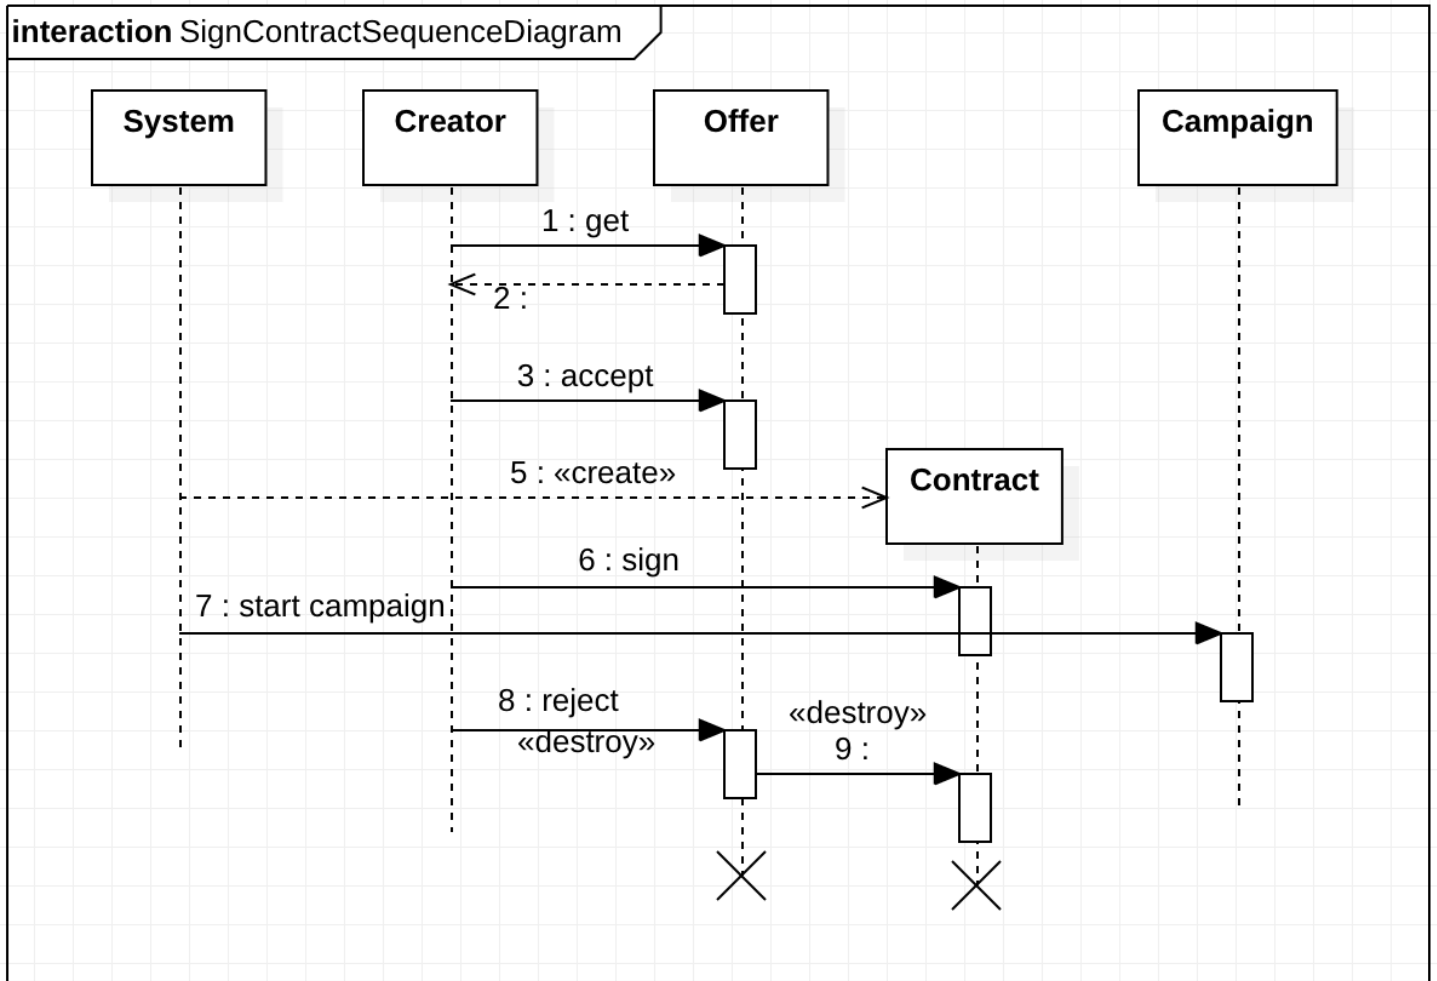 interaction SignContractSequenceDiagram
System
Creator
Offer
Campaign
1 : get
2 :
3 : accept
5 : «create»
Contract
6 : sign
7 : start campaign
8 : reject
«destroy»
«destroy»
9 :